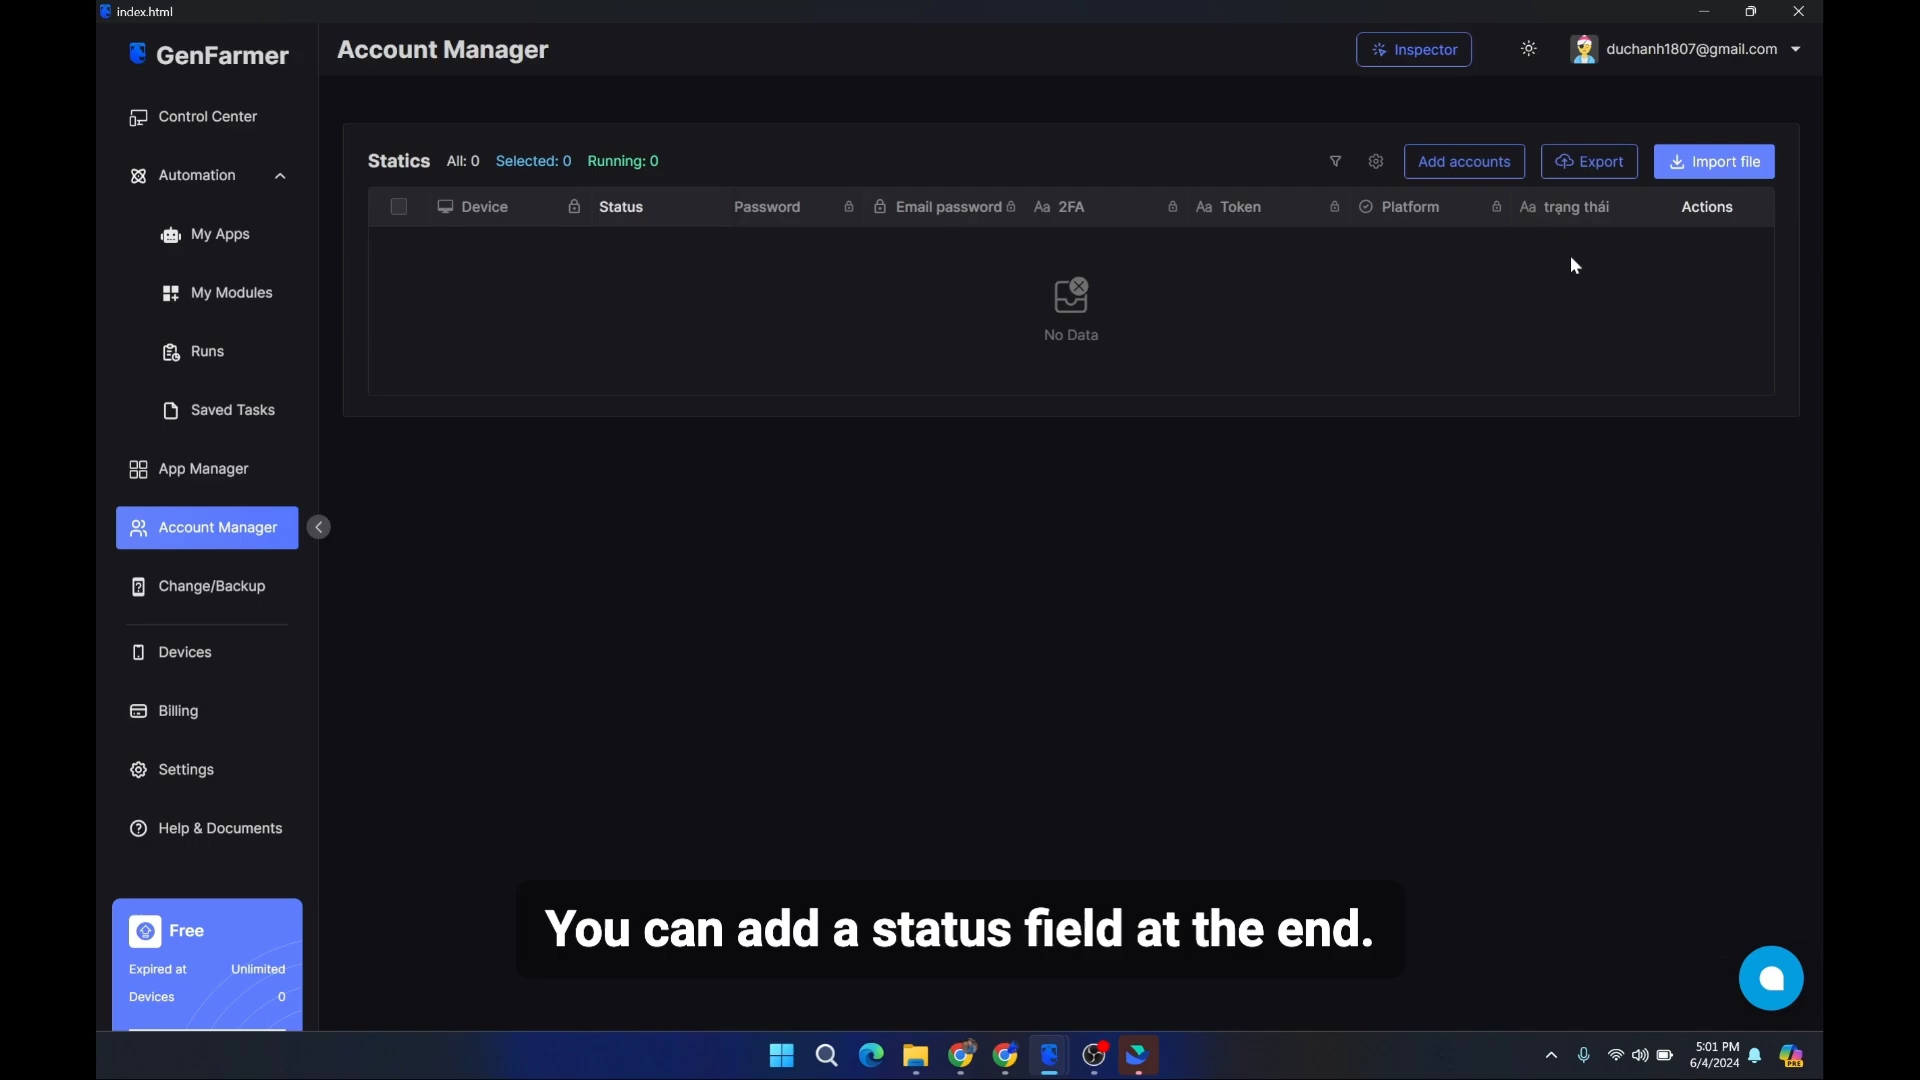 index.html
GenFarmer
Account Manager
Inspector
duchanh1807@gmail.com
Control Center
Automation
My Apps
My Modules
Runs
Saved Tasks
App Manager
Account Manager
Change/Backup
Devices
Billing
Settings
Help & Documents
Free
Expired at Unlimited
Devices 0
Statics All: 0 Selected: 0 Running: 0
Add accounts Export Import file
Device Status Password Email password Aa 2FA Aa Token Platform Aa trạng thái Actions
No Data
You can add a status field at the end.
5:01 PM
6/4/2024
PRE